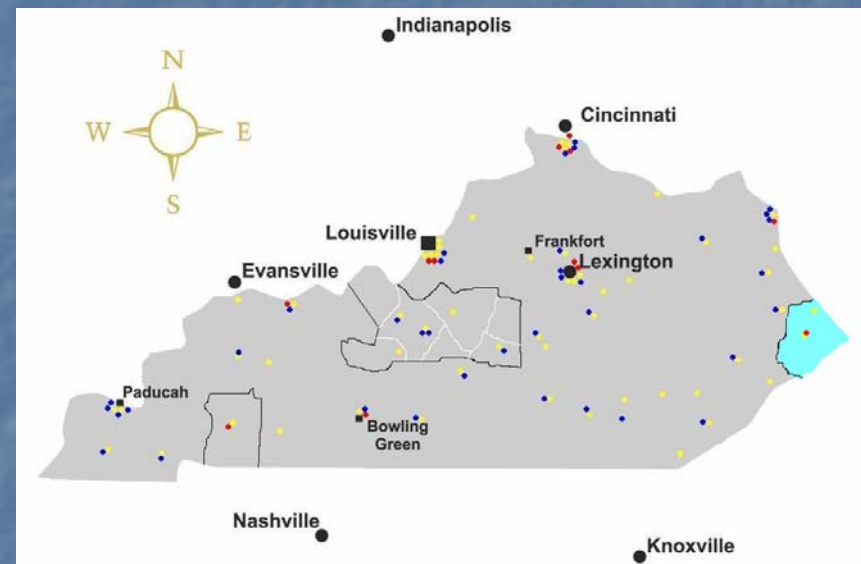 Indianapolis
N
W E
S
Cincinnati
Louisville
Frankfort
Lexington
Evansville
Paducah
Bowling
Green
Nashville
Knoxville